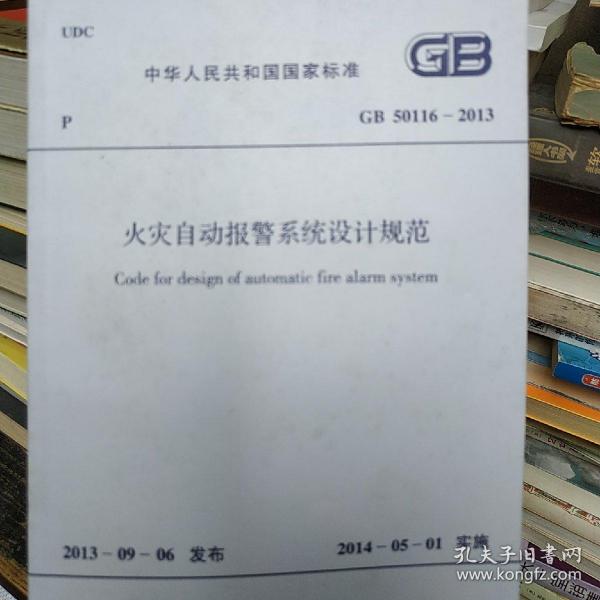 UDC
中华人民共和国国家标准
GB
P
GB 50116-2013
火灾自动报警系统设计规范
Code for design of automatic fire alarm system
2013-09-06 发布
2014-05-01 实施
孔夫子旧书网
www.kongfz.com